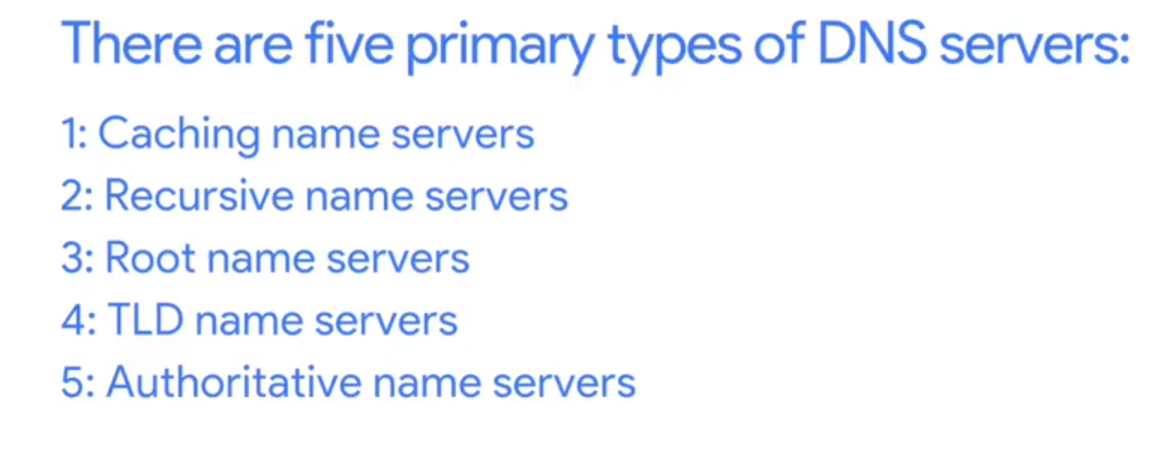 There are five primary types of DNS servers:
1: Caching name servers
2: Recursive name servers
3: Root name servers
4: TLD name servers
5: Authoritative name servers